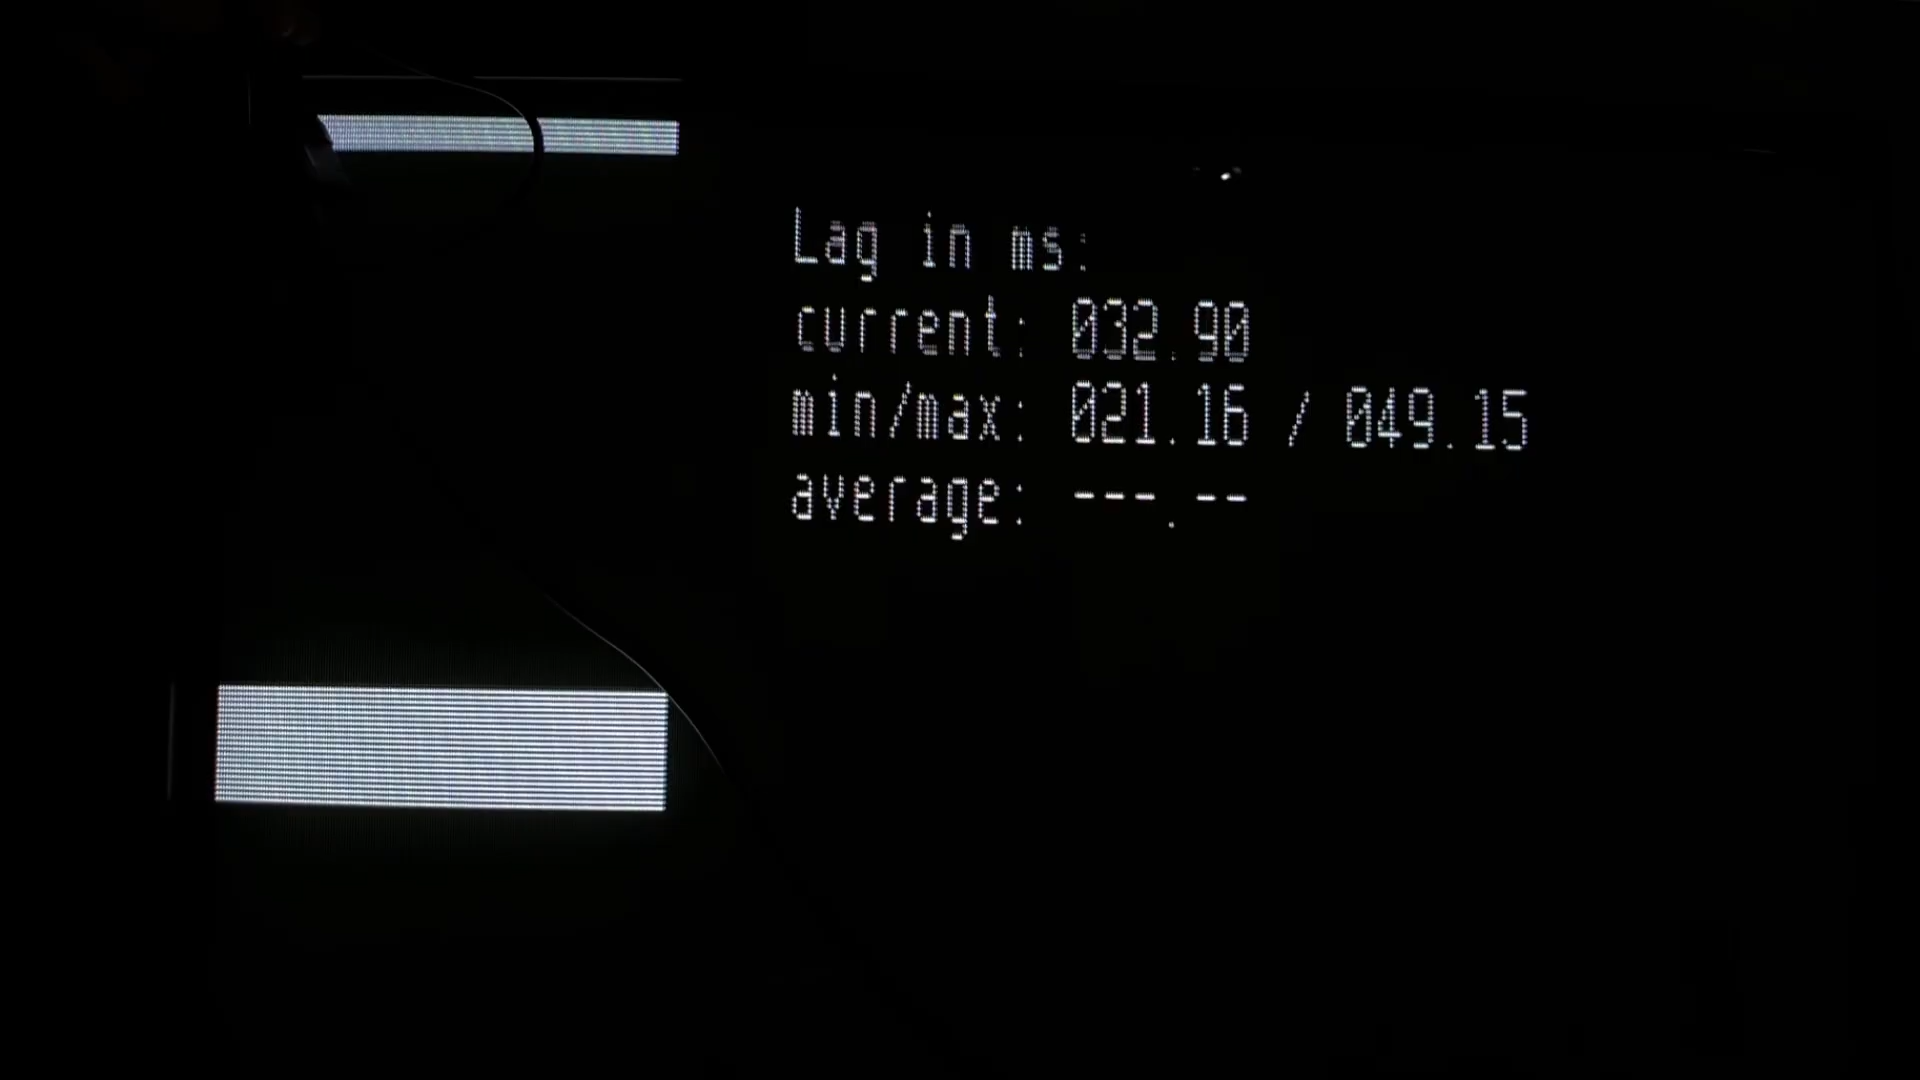 Lag in ms:
current: 032.90
min/max: 021.16 / 049.15
average: ---.--